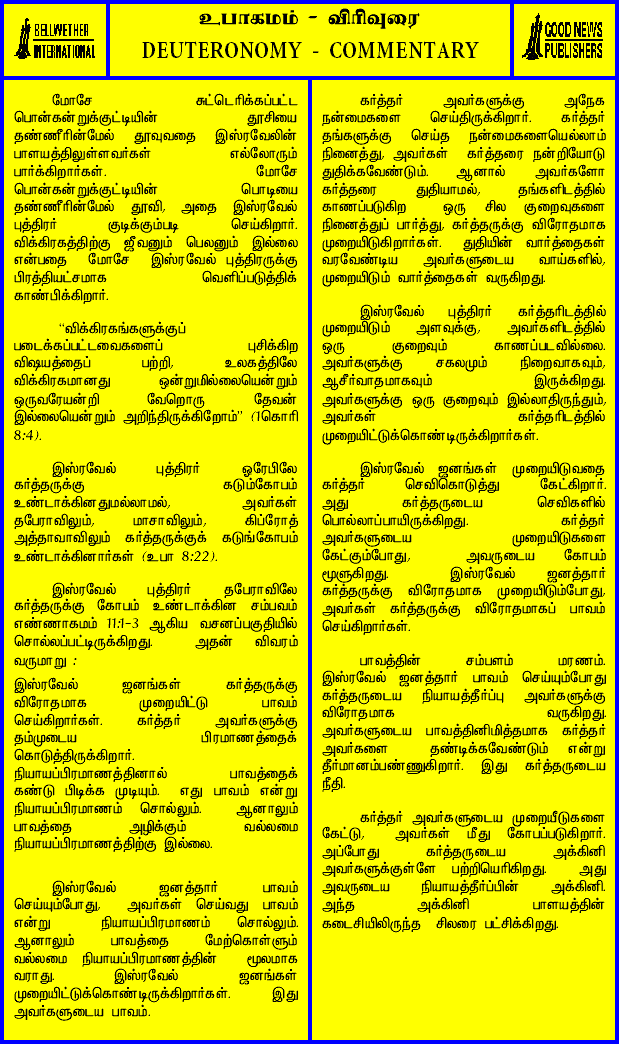 உபாகமம் - விரிவுரை
BELLWETHER
INTERNATIONAL
DEUTERONOMY - COMMENTARY
GOOD NEWS
PUBLISHERS
மோசே சுட்டெரிக்கப்பட்ட
பொன்கன்றுக்குட்டியின் தூசியை
தண்ணீரின்மேல் தூவுவதை இஸ்ரவேலின்
பாளயத்திலுள்ளவர்கள் எல்லோரும்
பார்க்கிறார்கள். மோசே
பொன்கன்றுக்குட்டியின் பொடியை
தண்ணீரின்மேல் தூவி, அதை இஸ்ரவேல்
புத்திரர் குடிக்கும்படி செய்கிறார்.
விக்கிரகத்திற்கு ஜீவனும் பெலனும் இல்லை
என்பதை மோசே இஸ்ரவேல் புத்திரருக்கு
பிரத்தியட்சமாக வெளிப்படுத்திக்
காண்பிக்கிறார்.
“விக்கிரகங்களுக்குப்
படைக்கப்பட்டவைகளைப் புசிக்கிற
விஷயத்தைப் பற்றி, உலகத்திலே
விக்கிரகமானது ஒன்றுமில்லையென்றும்
ஒருவரேயன்றி வேறொரு தேவன்
இல்லையென்றும் அறிந்திருக்கிறோம்” (1கொரி
8:4).
இஸ்ரவேல் புத்திரர் ஒரேபிலே
கர்த்தருக்கு கடும்கோபம்
உண்டாக்கினதுமல்லாமல், அவர்கள்
தபேராவிலும், மாசாவிலும், கிப்ரோத்
அத்தாவாவிலும் கர்த்தருக்குக் கடுங்கோபம்
உண்டாக்கினார்கள் (உபா 8:22).
இஸ்ரவேல் புத்திரர் தபேராவிலே
கர்த்தருக்கு கோபம் உண்டாக்கின சம்பவம்
எண்ணாகமம் 11:1-3 ஆகிய வசனப்பகுதியில்
சொல்லப்பட்டிருக்கிறது. அதன் விவரம்
வருமாறு :
இஸ்ரவேல் ஜனங்கள் கர்த்தருக்கு
விரோதமாக முறையிட்டு பாவம்
செய்கிறார்கள். கர்த்தர் அவர்களுக்கு
தம்முடைய பிரமாணத்தைக்
கொடுத்திருக்கிறார்.
நியாயப்பிரமாணத்தினால் பாவத்தைக்
கண்டு பிடிக்க முடியும். எது பாவம் என்று
நியாயப்பிரமாணம் சொல்லும். ஆனாலும்
பாவத்தை அழிக்கும் வல்லமை
நியாயப்பிரமாணத்திற்கு இல்லை.
இஸ்ரவேல் ஜனத்தார் பாவம்
செய்யும்போது, அவர்கள் செய்வது பாவம்
என்று நியாயப்பிரமாணம் சொல்லும்.
ஆனாலும் பாவத்தை மேற்கொள்ளும்
வல்லமை நியாயப்பிரமாணத்தின் மூலமாக
வராது. இஸ்ரவேல் ஜனங்கள்
முறையிட்டுக்கொண்டிருக்கிறார்கள். இது
அவர்களுடைய பாவம்.
கர்த்தர் அவர்களுக்கு அநேக
நன்மைகளை செய்திருக்கிறார். கர்த்தர்
தங்களுக்கு செய்த நன்மைகளையெல்லாம்
நினைத்து, அவர்கள் கர்த்தரை நன்றியோடு
துதிக்கவேண்டும். ஆனால் அவர்களோ
கர்த்தரை துதியாமல், தங்களிடத்தில்
காணப்படுகிற ஒரு சில குறைவுகளை
நினைத்துப் பார்த்து, கர்த்தருக்கு விரோதமாக
முறையிடுகிறார்கள். துதியின் வார்த்தைகள்
வரவேண்டிய அவர்களுடைய வாய்களில்,
முறையிடும் வார்த்தைகள் வருகிறது.
இஸ்ரவேல் புத்திரர் கர்த்தரிடத்தில்
முறையிடும் அளவுக்கு, அவர்களிடத்தில்
ஒரு குறைவும் காணப்படவில்லை.
அவர்களுக்கு சகலமும் நிறைவாகவும்,
ஆசீர்வாதமாகவும் இருக்கிறது.
அவர்களுக்கு ஒரு குறைவும் இல்லாதிருந்தும்,
அவர்கள் கர்த்தரிடத்தில்
முறையிட்டுக்கொண்டிருக்கிறார்கள்.
இஸ்ரவேல் ஜனங்கள் முறையிடுவதை
கர்த்தர் செவிகொடுத்து கேட்கிறார்.
அது கர்த்தருடைய செவிகளில்
பொல்லாப்பாயிருக்கிறது. கர்த்தர்
அவர்களுடைய முறையிடுகளை
கேட்கும்போது, அவருடைய கோபம்
மூளுகிறது. இஸ்ரவேல் ஜனத்தார்
கர்த்தருக்கு விரோதமாக முறையிடும்போது,
அவர்கள் கர்த்தருக்கு விரோதமாகப் பாவம்
செய்கிறார்கள்.
பாவத்தின் சம்பளம் மரணம்.
இஸ்ரவேல் ஜனத்தார் பாவம் செய்யும்போது
கர்த்தருடைய நியாயத்தீர்ப்பு அவர்களுக்கு
விரோதமாக வருகிறது.
அவர்களுடைய பாவத்தினிமித்தமாக கர்த்தர்
அவர்களை தண்டிக்கவேண்டும் என்று
தீர்மானம்பண்ணுகிறார். இது கர்த்தருடைய
நீதி.
கர்த்தர் அவர்களுடைய முறையீடுகளை
கேட்டு, அவர்கள் மீது கோபப்படுகிறார்.
அப்போது கர்த்தருடைய அக்கினி
அவர்களுக்குள்ளே பற்றியெரிகிறது. அது
அவருடைய நியாயத்தீர்ப்பின் அக்கினி.
அந்த அக்கினி பாளயத்தின்
கடைசியிலிருந்த சிலரை பட்சிக்கிறது.